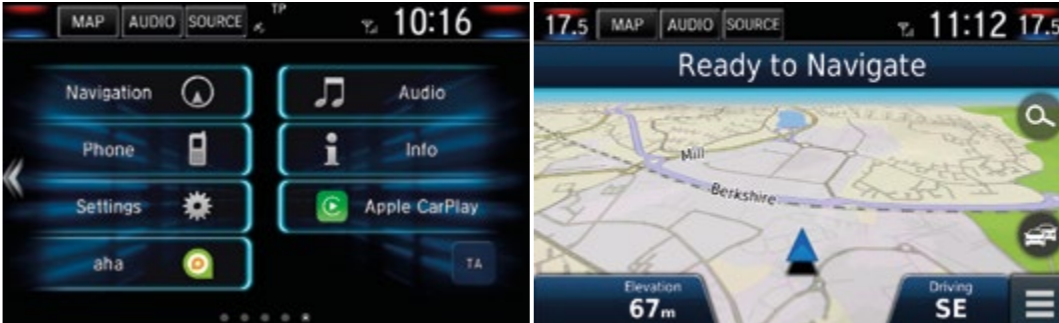 MAP AUDIO SOURCE TP 10:16
Navigation Audio
Phone Info
Settings Apple CarPlay
aha TA
17.5 MAP AUDIO SOURCE 11:12 17.5
Ready to Navigate
Mill
Berkshire
Elevation Driving
67m SE